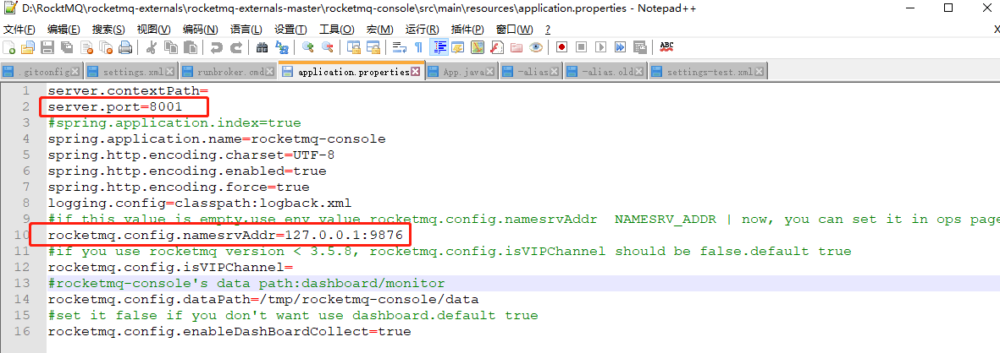 D:\RocktMQ\rocketmq-externals\rocketmq-externals-master\rocketmq-console\src\main\resources\application.properties - Notepad++
文件(F) 编辑(E) 搜索(S) 视图(V) 编码(N) 语言(L) 设置(T) 工具(O) 宏(M) 运行(R) 插件(P) 窗口(W) ? X
ABC
.gitconfig settings.xml runbroker.cmd application.properties App.java -alias -alias.old settings-test.xml
1 server.contextPath=
2 server.port=8001
3 #spring.application.index=true
4 spring.application.name=rocketmq-console
5 spring.http.encoding.charset=UTF-8
6 spring.http.encoding.enabled=true
7 spring.http.encoding.force=true
8 logging.config=classpath:logback.xml
9 #if this value is empty,use env value rocketmq.config.namesrvAddr  NAMESRV_ADDR | now, you can set it in ops page
10 rocketmq.config.namesrvAddr=127.0.0.1:9876
11 #if you use rocketmq version < 3.5.8, rocketmq.config.isVIPChannel should be false.default true
12 rocketmq.config.isVIPChannel=
13 #rocketmq-console's data path:dashboard/monitor
14 rocketmq.config.dataPath=/tmp/rocketmq-console/data
15 #set it false if you don't want use dashboard.default true
16 rocketmq.config.enableDashBoardCollect=true